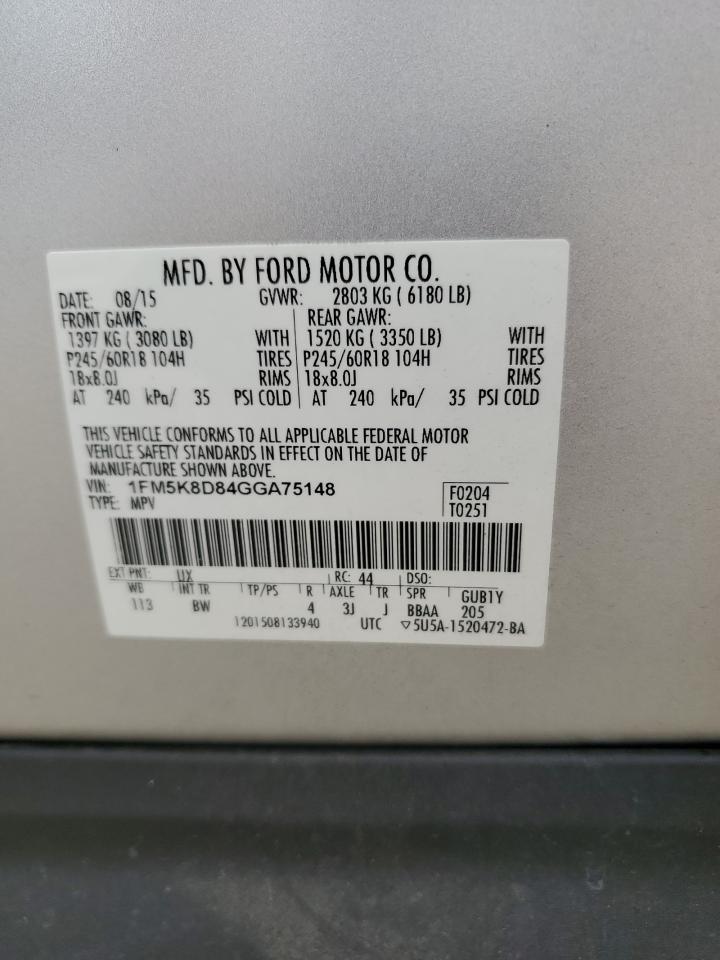 MFD. BY FORD MOTOR CO.
DATE: 08/15 GVWR: 2803 KG ( 6180 LB)
FRONT GAWR: REAR GAWR:
1397 KG ( 3080 LB) WITH 1520 KG ( 3350 LB) WITH
P245/60R18 104H TIRES P245/60R18 104H TIRES
18x8.0J RIMS 18x8.0J RIMS
AT 240 kPa/ 35 PSI COLD AT 240 kPa/ 35 PSI COLD
THIS VEHICLE CONFORMS TO ALL APPLICABLE FEDERAL MOTOR
VEHICLE SAFETY STANDARDS IN EFFECT ON THE DATE OF
MANUFACTURE SHOWN ABOVE.
VIN: 1FM5K8D84GGA75148 F0204
TYPE: MPV T0251
EXT PNT: UX RC: 44 DSO:
WB INT TR TP/PS R AXLE TR SPR GUB1Y
113 BW 4 3J J BBAA 205
1201508133940 UTC ▽5U5A-1520472-BA